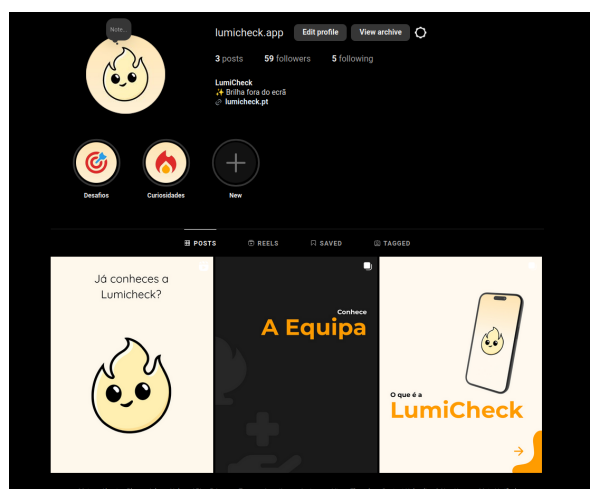 Note...
lumicheck.app Edit profile View archive
3 posts 59 followers 5 following
LumiCheck
✨ Brilha fora do ecrã
lumicheck.pt
Desafios Curiosidades New
POSTS REELS SAVED TAGGED
Já conheces a
Lumicheck?
Conhece
A Equipa
O que é a
LumiCheck